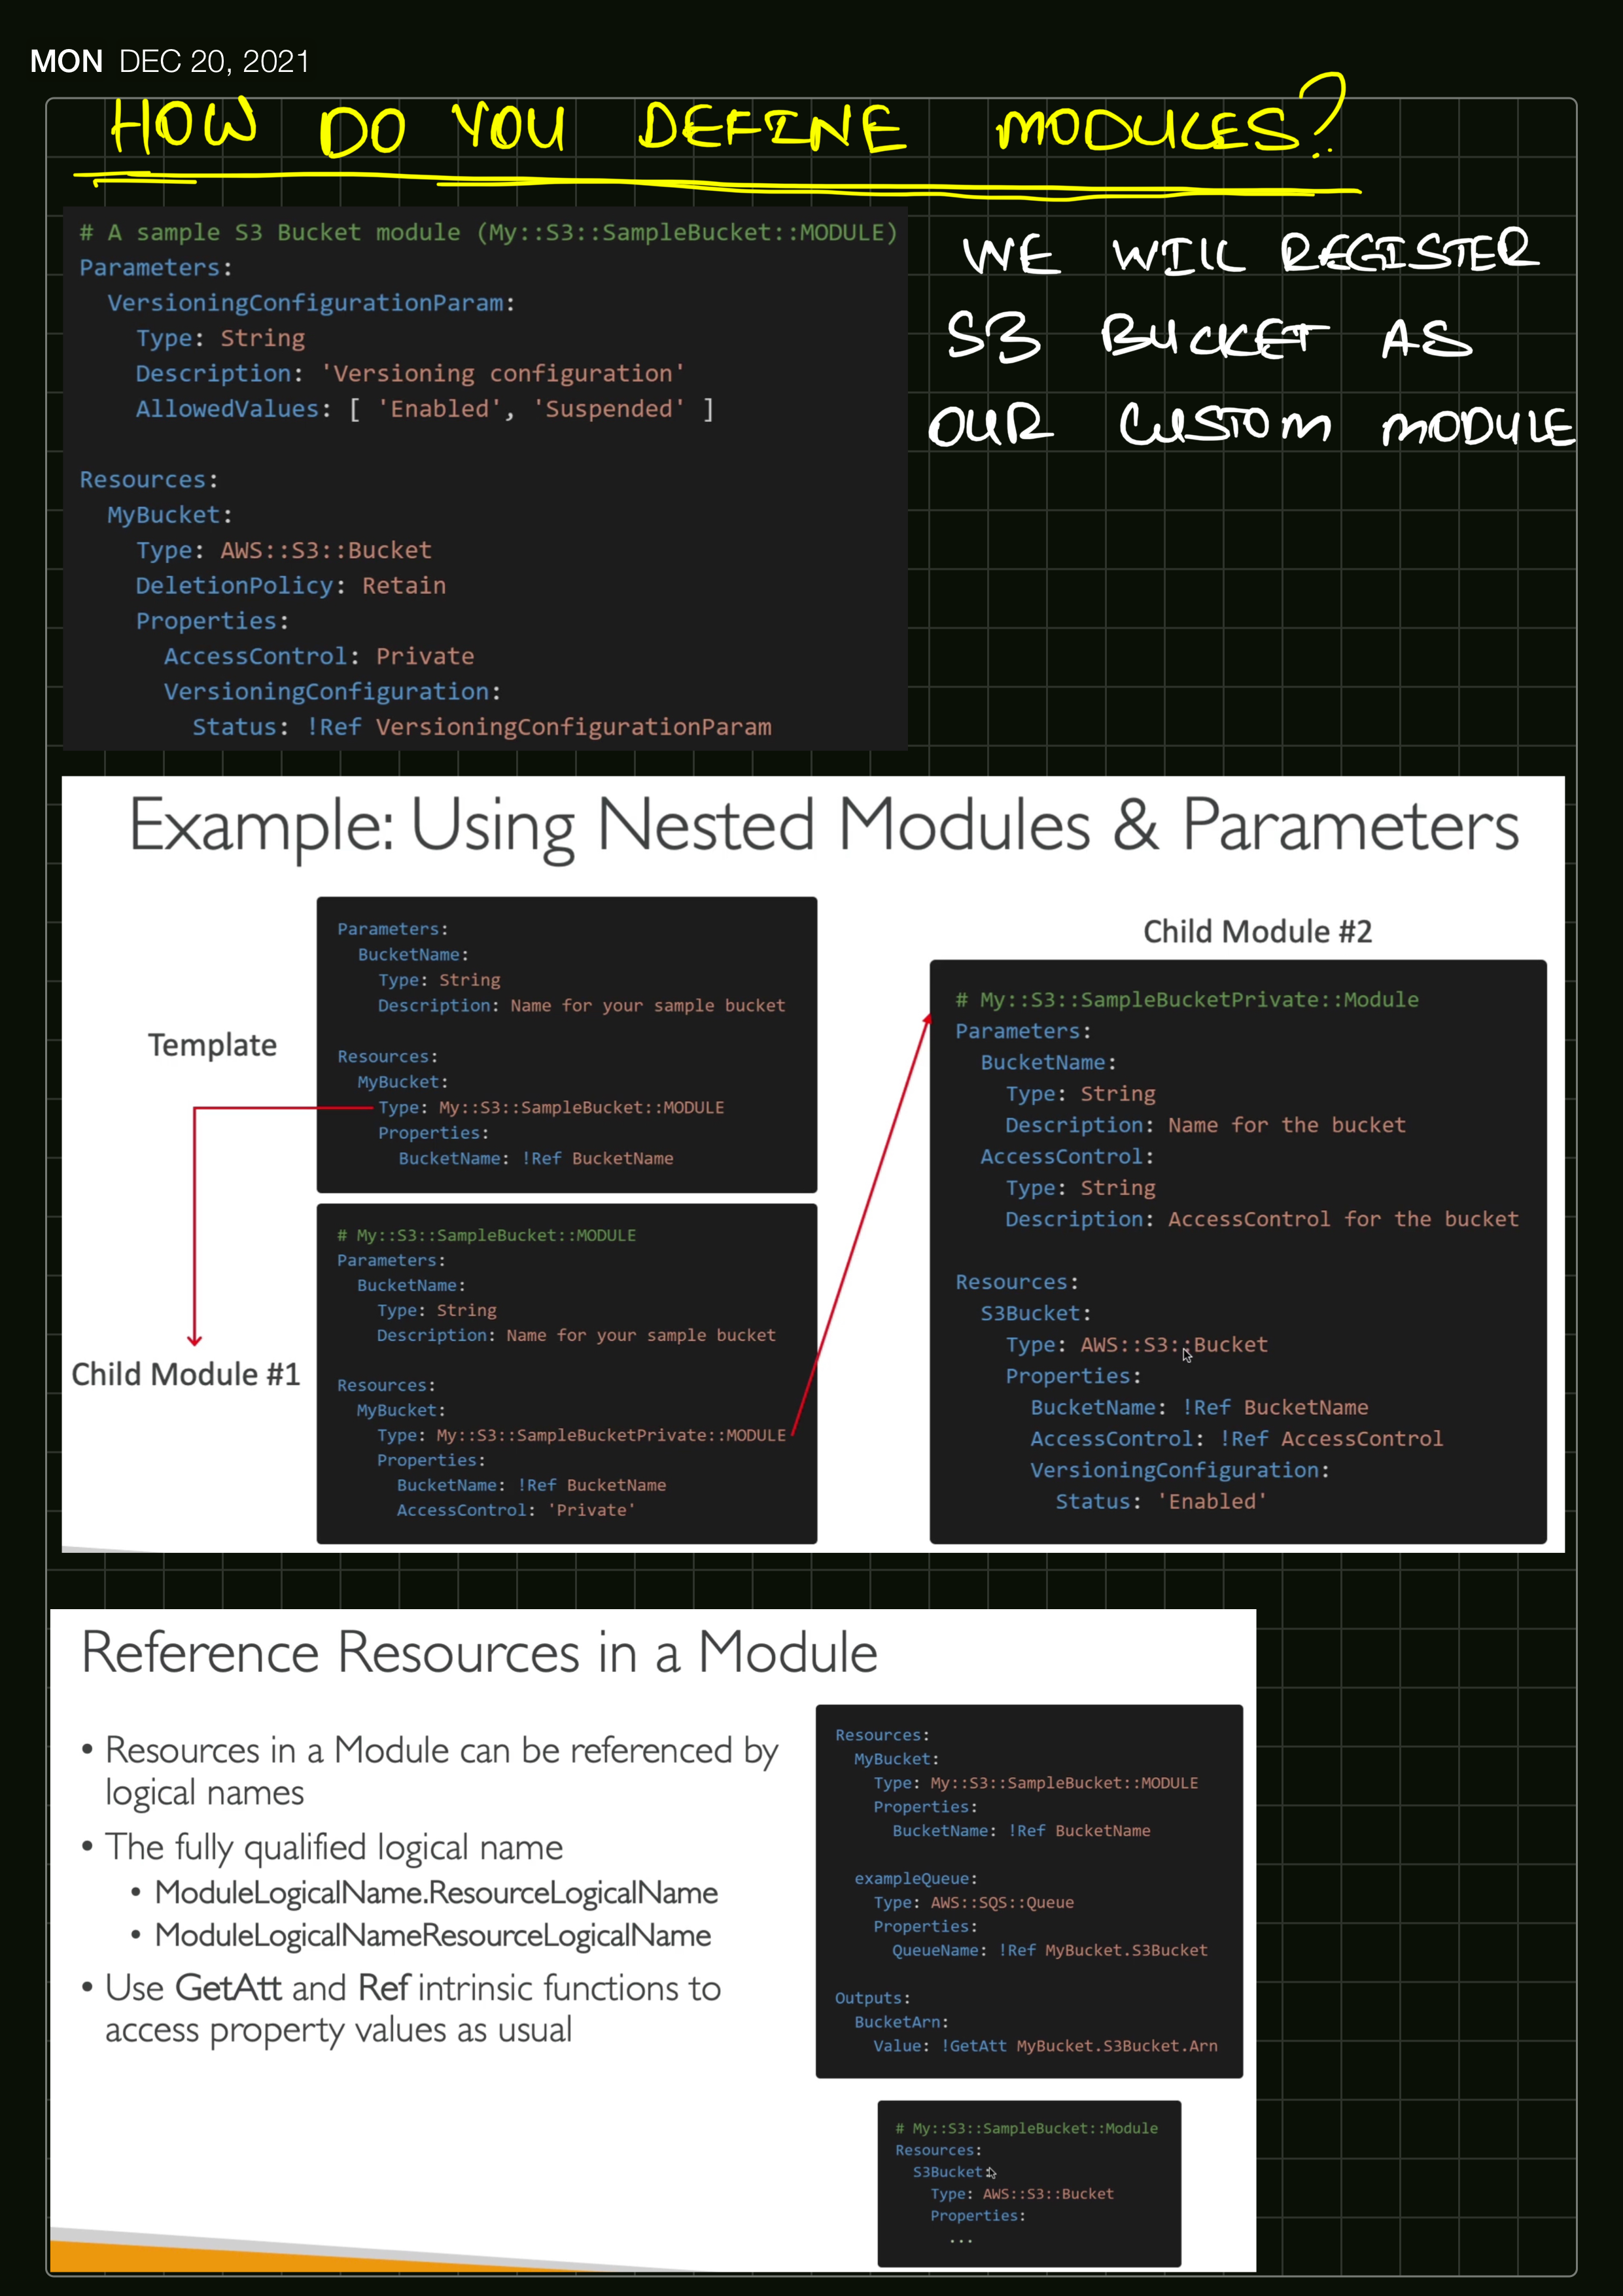 MON DEC 20, 2021
HOW DO YOU DEFINE MODULES?
# A sample S3 Bucket module (My::S3::SampleBucket::MODULE)
Parameters:
VersioningConfigurationParam:
Type: String
Description: 'Versioning configuration'
AllowedValues: [ 'Enabled', 'Suspended' ]
Resources:
MyBucket:
Type: AWS::S3::Bucket
DeletionPolicy: Retain
Properties:
AccessControl: Private
VersioningConfiguration:
Status: !Ref VersioningConfigurationParam
WE WILL REGISTER
S3 BUCKET AS
OUR CUSTOM MODULE
Example: Using Nested Modules & Parameters
Template
Parameters:
BucketName:
Type: String
Description: Name for your sample bucket
Resources:
MyBucket:
Type: My::S3::SampleBucket::MODULE
Properties:
BucketName: !Ref BucketName
Child Module #1
# My::S3::SampleBucket::MODULE
Parameters:
BucketName:
Type: String
Description: Name for your sample bucket
Resources:
MyBucket:
Type: My::S3::SampleBucketPrivate::MODULE
Properties:
BucketName: !Ref BucketName
AccessControl: 'Private'
Child Module #2
# My::S3::SampleBucketPrivate::Module
Parameters:
BucketName:
Type: String
Description: Name for the bucket
AccessControl:
Type: String
Description: AccessControl for the bucket
Resources:
S3Bucket:
Type: AWS::S3::Bucket
Properties:
BucketName: !Ref BucketName
AccessControl: !Ref AccessControl
VersioningConfiguration:
Status: 'Enabled'
Reference Resources in a Module
• Resources in a Module can be referenced by
logical names
• The fully qualified logical name
• ModuleLogicalName.ResourceLogicalName
• ModuleLogicalNameResourceLogicalName
• Use GetAtt and Ref intrinsic functions to
access property values as usual
Resources:
MyBucket:
Type: My::S3::SampleBucket::MODULE
Properties:
BucketName: !Ref BucketName
exampleQueue:
Type: AWS::SQS::Queue
Properties:
QueueName: !Ref MyBucket.S3Bucket
Outputs:
BucketArn:
Value: !GetAtt MyBucket.S3Bucket.Arn
# My::S3::SampleBucket::Module
Resources:
S3Bucket:
Type: AWS::S3::Bucket
Properties:
...